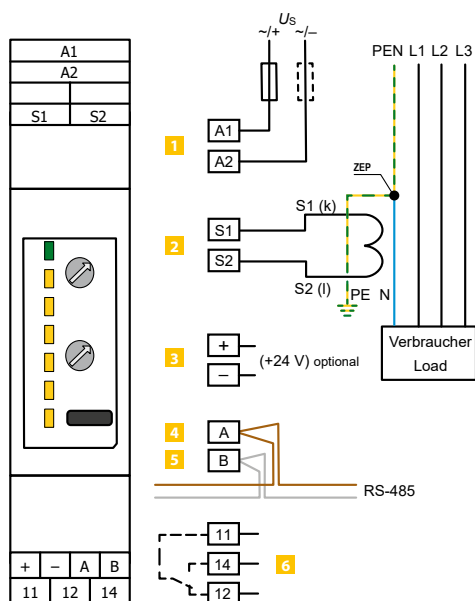 A1
A2
S1 S2
+ − A B
11 12 14
U S
~/+ ~/−
A1
A2
1
S1
S2
2
S1 (k)
S2 (l)
PEN L1 L2 L3
ZEP
PE N
Verbraucher
Load
3
+
−
(+24 V) optional
4
A
5
B
RS-485
11
14
12
6